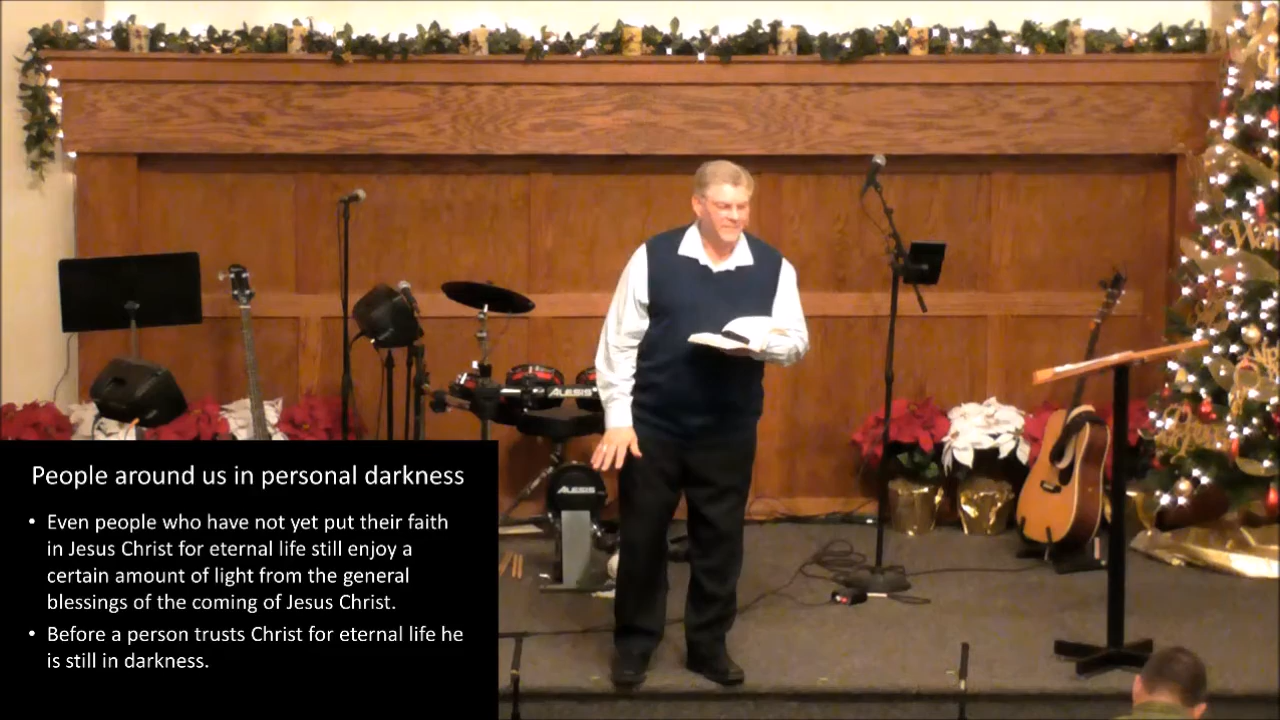 ALESIS
ALESIS
People around us in personal darkness
• Even people who have not yet put their faith
in Jesus Christ for eternal life still enjoy a
certain amount of light from the general
blessings of the coming of Jesus Christ.
• Before a person trusts Christ for eternal life he
is still in darkness.